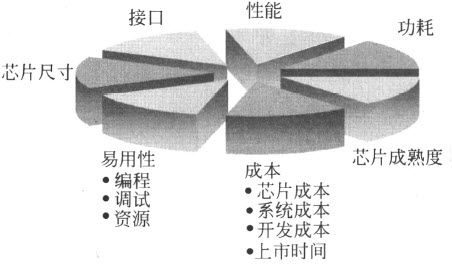 接口
性能
功耗
芯片尺寸
芯片成熟度
易用性
• 编程
• 调试
• 资源
成本
• 芯片成本
• 系统成本
• 开发成本
• 上市时间